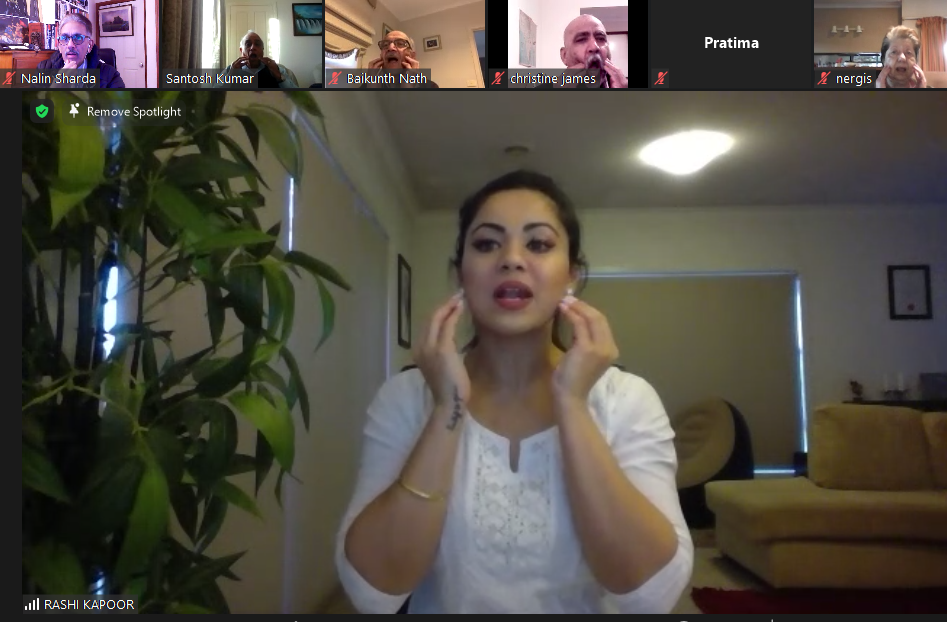 Nalin Sharda
Santosh Kumar
Baikunth Nath
christine james
Pratima
nergis
Remove Spotlight
RASHI KAPOOR